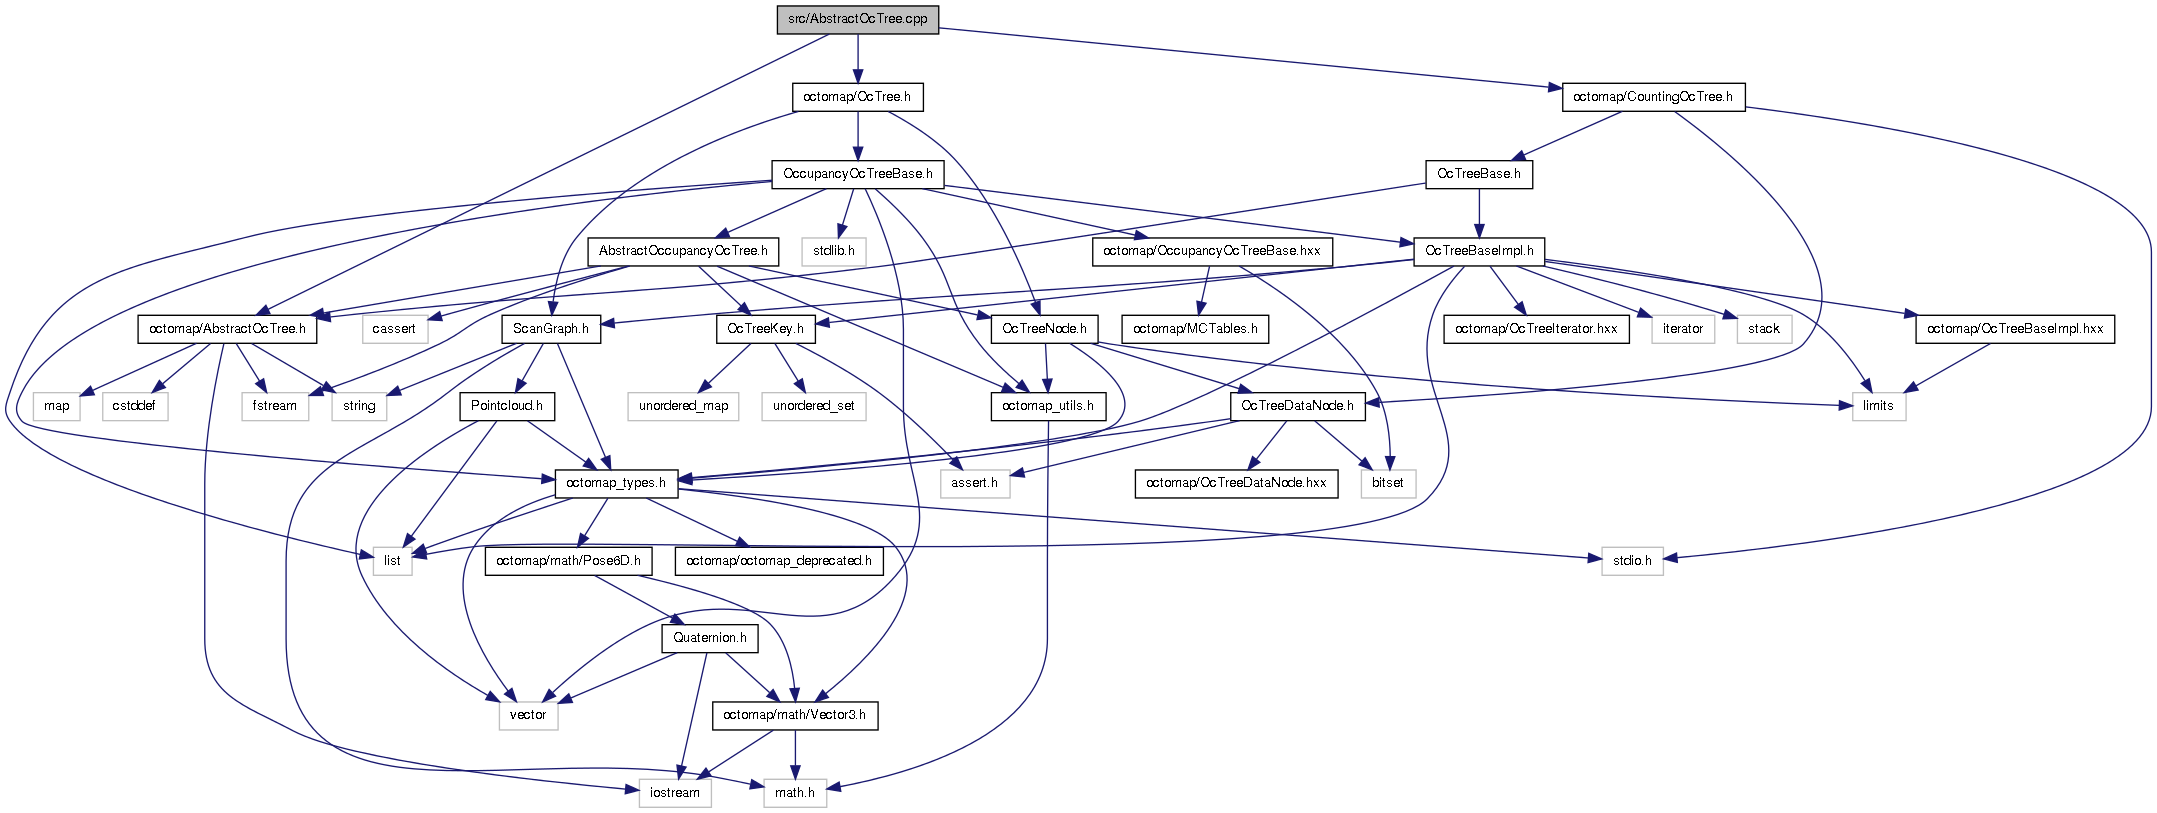 src/AbstractOcTree.cpp
octomap/OcTree.h
octomap/CountingOcTree.h
OccupancyOcTreeBase.h
OcTreeBase.h
AbstractOccupancyOcTree.h
stdlib.h
octomap/OccupancyOcTreeBase.hxx
OcTreeBaseImpl.h
octomap/AbstractOcTree.h
cassert
ScanGraph.h
OcTreeKey.h
OcTreeNode.h
octomap/MCTables.h
octomap/OcTreeIterator.hxx
iterator
stack
octomap/OcTreeBaseImpl.hxx
map
cstddef
fstream
string
Pointcloud.h
unordered_map
unordered_set
octomap_utils.h
OcTreeDataNode.h
limits
octomap_types.h
assert.h
octomap/OcTreeDataNode.hxx
bitset
list
octomap/math/Pose6D.h
octomap/octomap_deprecated.h
stdio.h
Quaternion.h
vector
octomap/math/Vector3.h
iostream
math.h